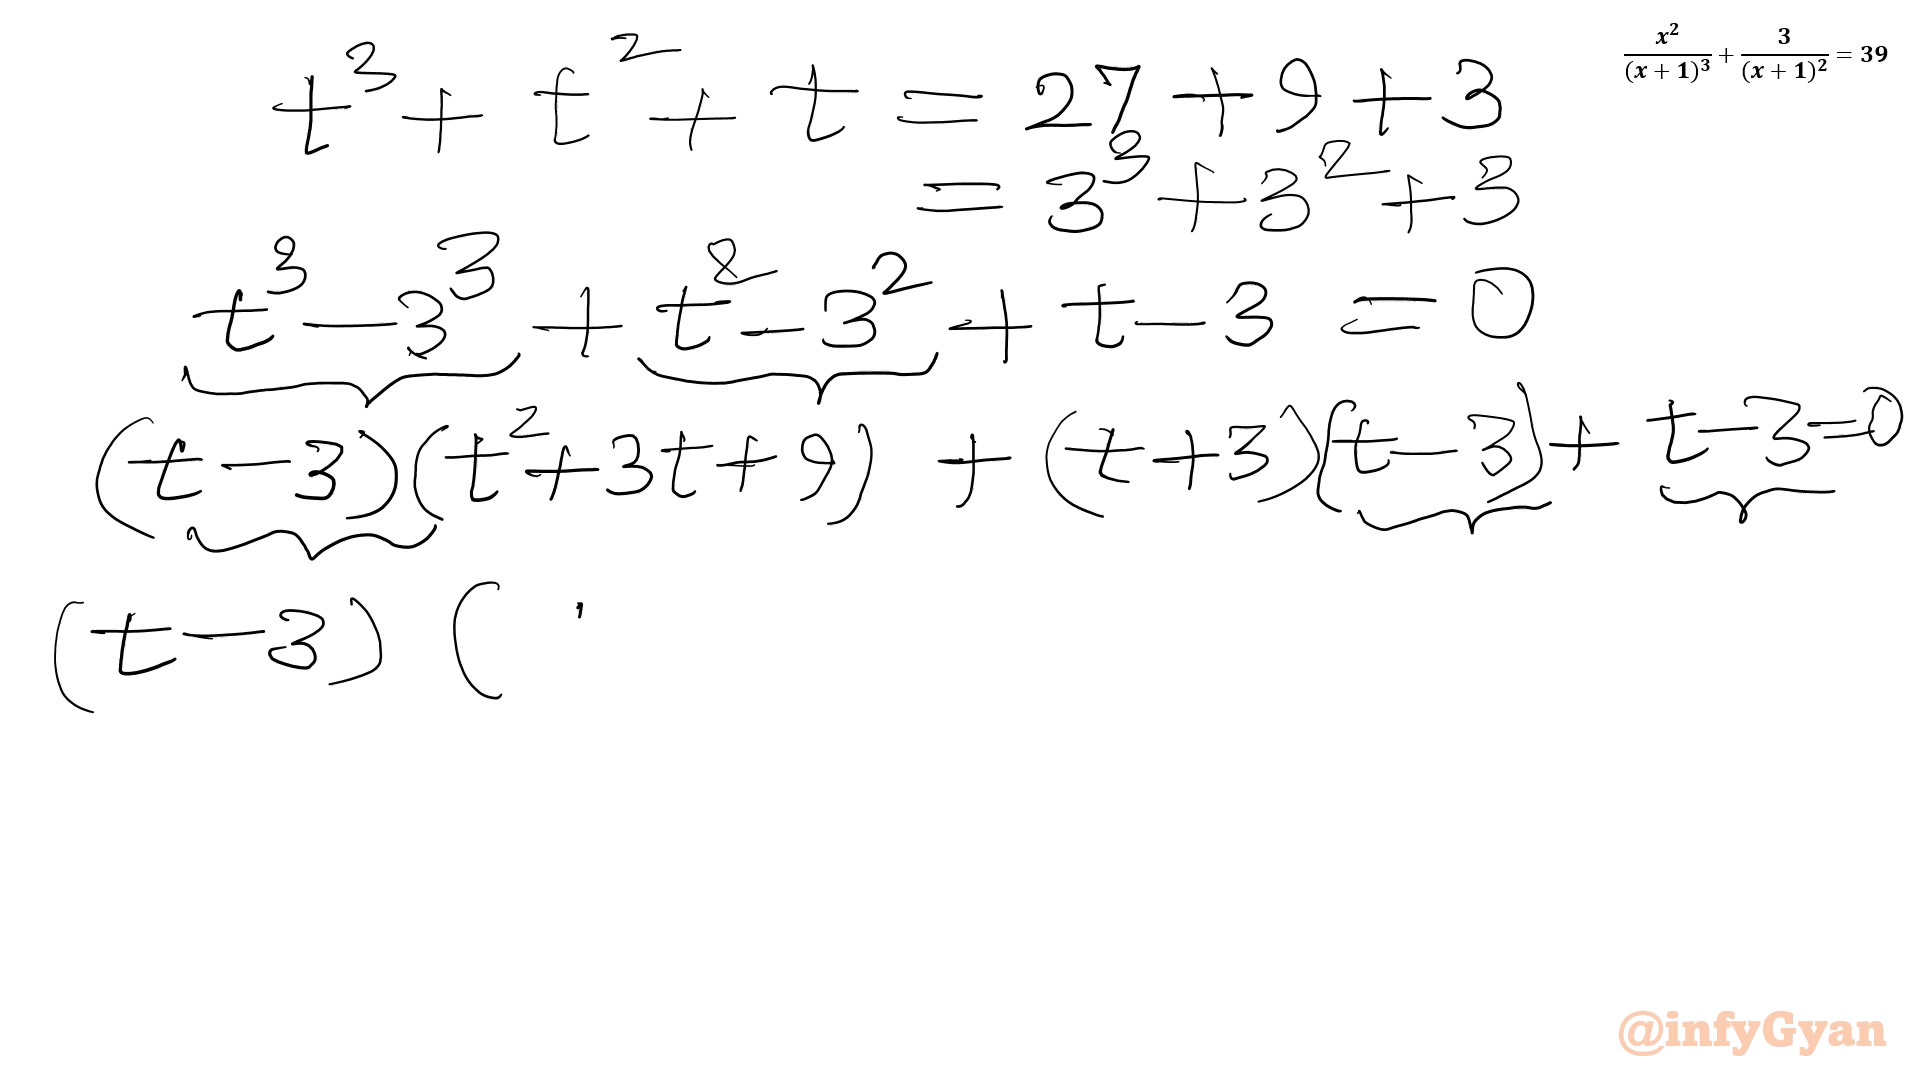 x²/(x + 1)³ + 3/(x + 1)² = 39
t³ + t² + t = 27 + 9 + 3
= 3³ + 3² + 3
t³ - 3³ + t² - 3² + t - 3 = 0
(t - 3)(t² + 3t + 9) + (t + 3)(t - 3) + t - 3 = 0
(t - 3) (
@infyGyan